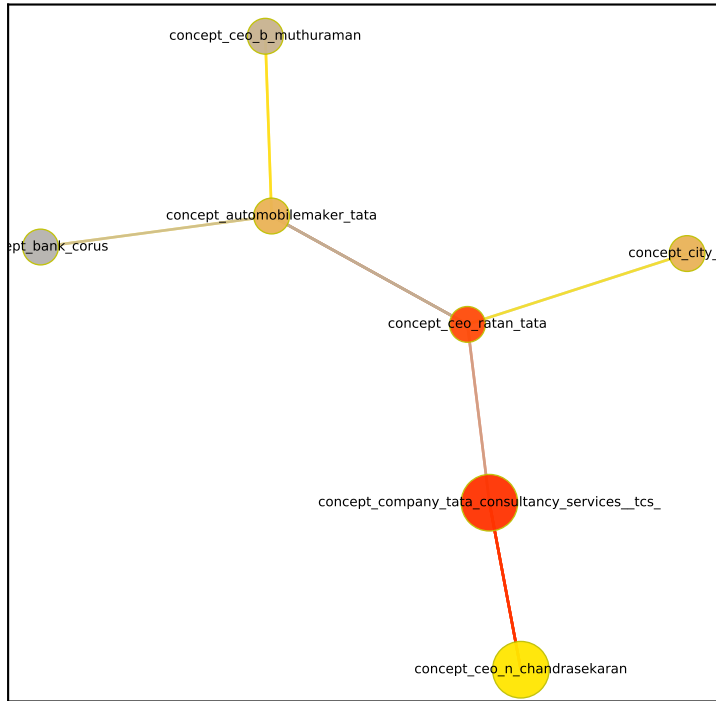 concept_ceo_b_muthuraman
concept_automobilemaker_tata
ept_bank_corus
concept_city_
concept_ceo_ratan_tata
concept_company_tata_consultancy_services__tcs_
concept_ceo_n_chandrasekaran